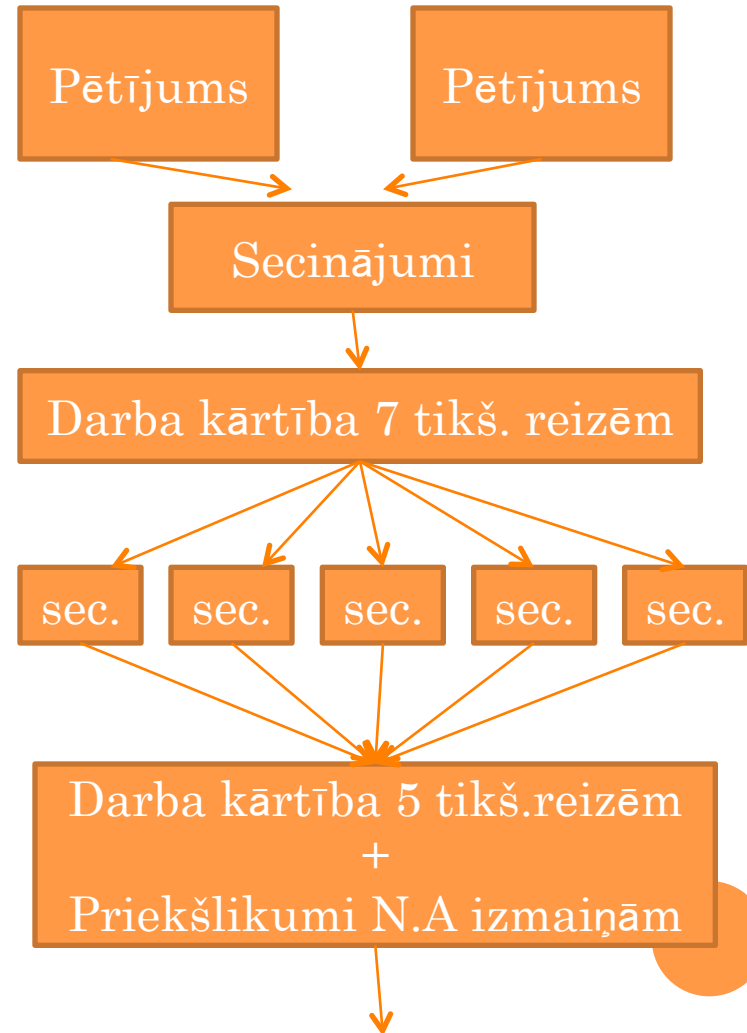 Pētījums
Pētījums
Secinājumi
Darba kārtība 7 tikš. reizēm
sec.
sec.
sec.
sec.
sec.
Darba kārtība 5 tikš.reizēm
+
Priekšlikumi N.A izmaiņām